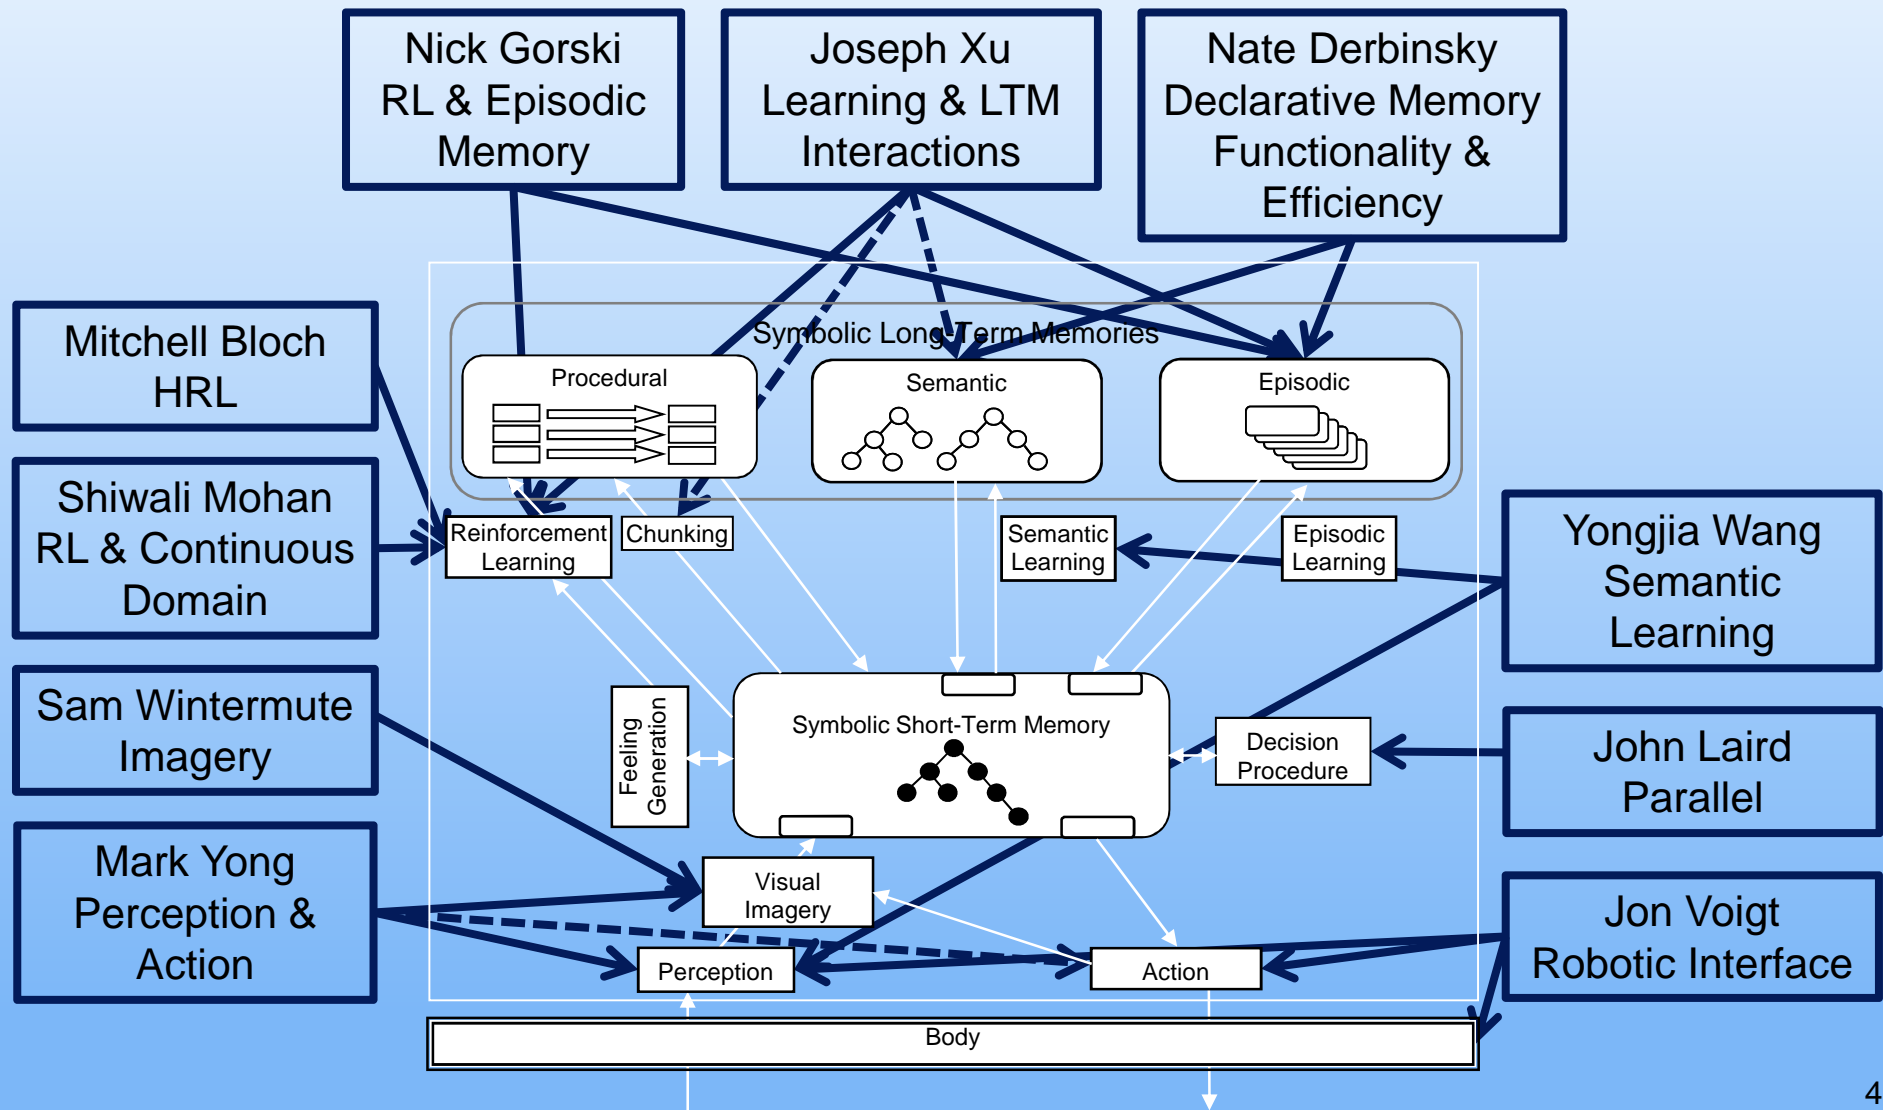 Nick Gorski
RL & Episodic
Memory
Joseph Xu
Learning & LTM
Interactions
Nate Derbinsky
Declarative Memory
Functionality &
Efficiency
Mitchell Bloch
HRL
Shiwali Mohan
RL & Continuous
Domain
Sam Wintermute
Imagery
Mark Yong
Perception &
Action
Symbolic Long-Term Memories
Procedural
Semantic
Episodic
Reinforcement
Learning
Chunking
Semantic
Learning
Episodic
Learning
Feeling
Generation
Symbolic Short-Term Memory
Decision
Procedure
Visual
Imagery
Perception
Action
Body
Yongjia Wang
Semantic
Learning
John Laird
Parallel
Jon Voigt
Robotic Interface
4